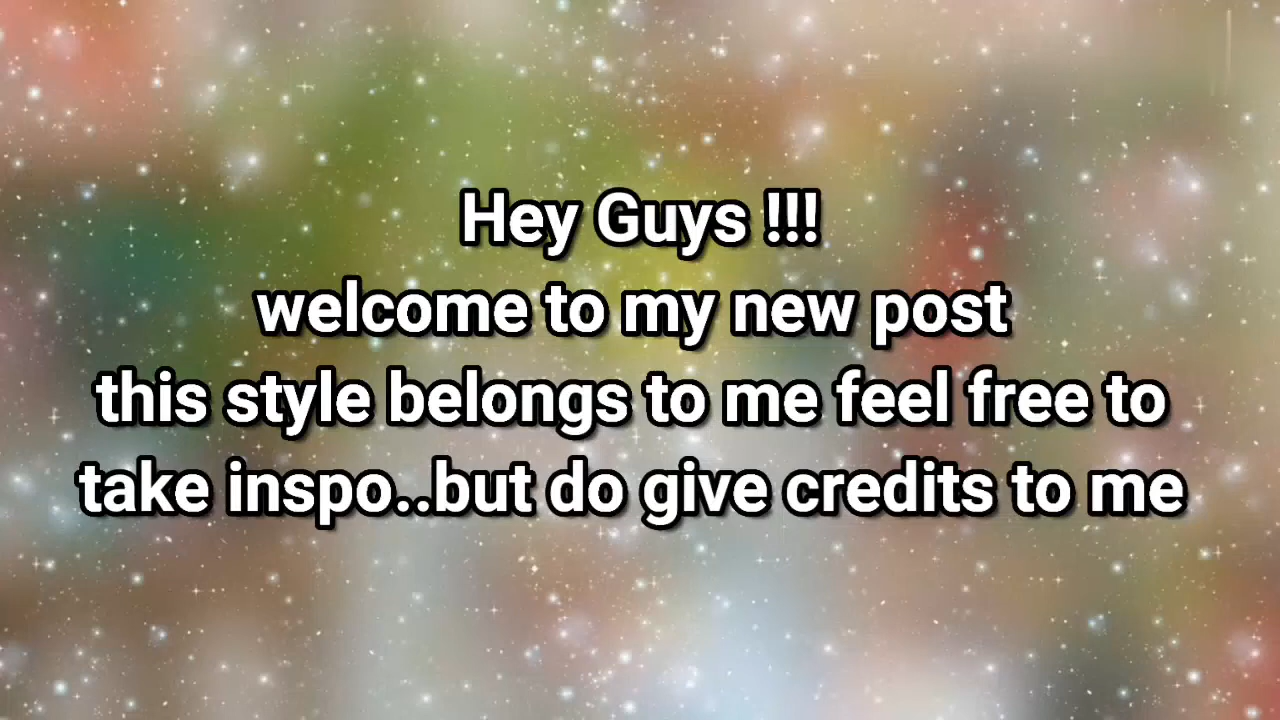 Hey Guys !!!
welcome to my new post
this style belongs to me feel free to
take inspo..but do give credits to me